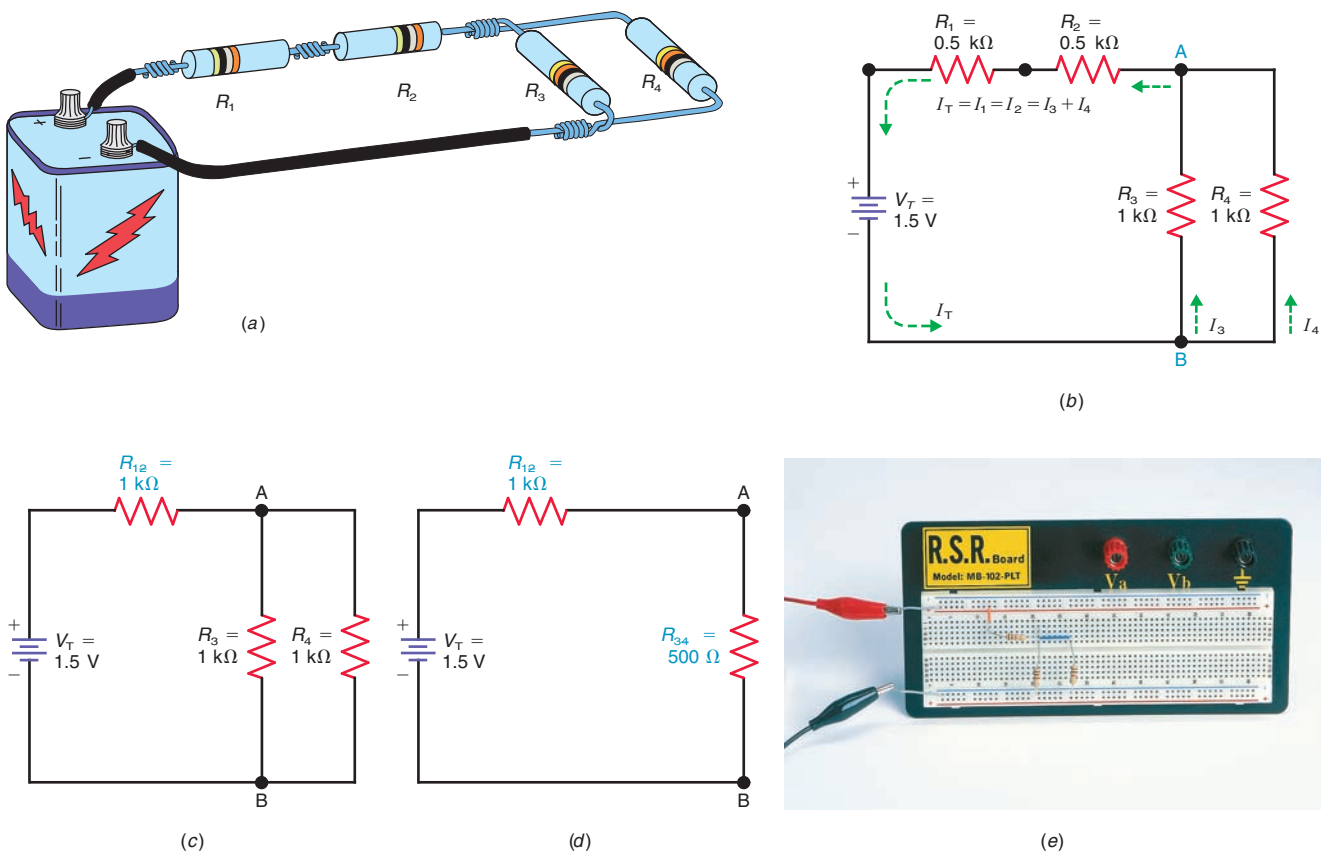 R1
R2
R3
R4
+
−
(a)
R1 =
0.5 kΩ
R2 =
0.5 kΩ
A
IT = I1 = I2 = I3 + I4
+
−
VT =
1.5 V
R3 =
1 kΩ
R4 =
1 kΩ
IT
I3
I4
B
(b)
R12 =
1 kΩ
A
+
−
VT =
1.5 V
R3 =
1 kΩ
R4 =
1 kΩ
B
(c)
R12 =
1 kΩ
A
+
−
VT =
1.5 V
R34 =
500 Ω
B
(d)
R.S.R. Board
Model: MB-102-PLT
Va
Vb
(e)